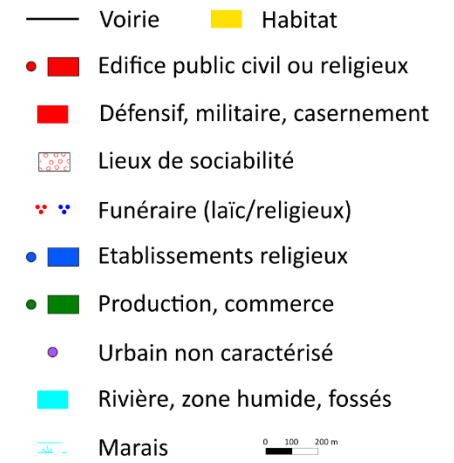 Voirie Habitat
Edifice public civil ou religieux
Défensif, militaire, casernement
Lieux de sociabilité
Funéraire (laïc/religieux)
Etablissements religieux
Production, commerce
Urbain non caractérisé
Rivière, zone humide, fossés
Marais 0 100 200 m